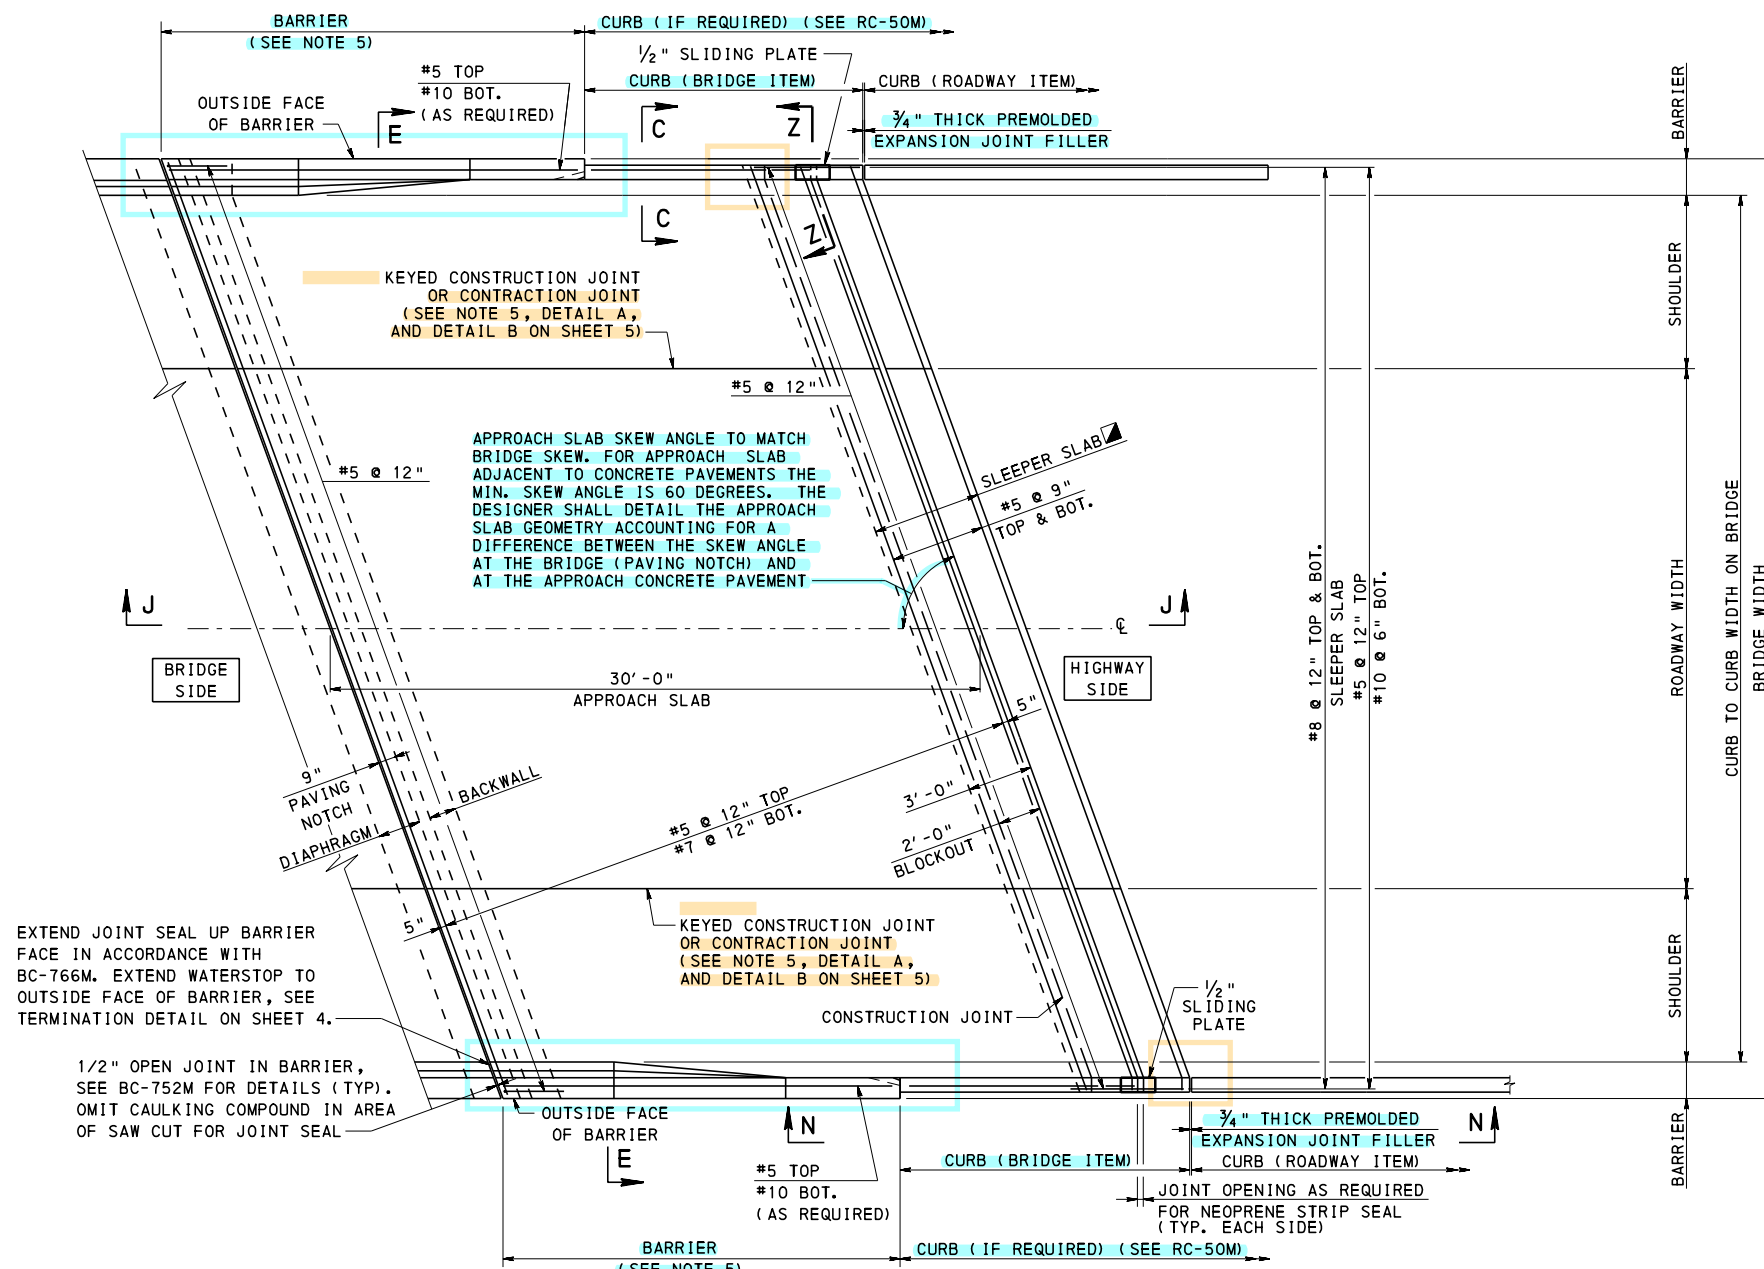 BARRIER
(SEE NOTE 5)
CURB (IF REQUIRED) (SEE RC-50M)
1/2" SLIDING PLATE
CURB (BRIDGE ITEM)
CURB (ROADWAY ITEM)
#5 TOP
#10 BOT.
(AS REQUIRED)
OUTSIDE FACE
OF BARRIER
E
C
Z
3/4" THICK PREMOLDED
EXPANSION JOINT FILLER
BARRIER
C
Z
KEYED CONSTRUCTION JOINT
OR CONTRACTION JOINT
(SEE NOTE 5, DETAIL A,
AND DETAIL B ON SHEET 5)
SHOULDER
#5 @ 12"
#5 @ 12"
APPROACH SLAB SKEW ANGLE TO MATCH
BRIDGE SKEW. FOR APPROACH SLAB
ADJACENT TO CONCRETE PAVEMENTS THE
MIN. SKEW ANGLE IS 60 DEGREES. THE
DESIGNER SHALL DETAIL THE APPROACH
SLAB GEOMETRY ACCOUNTING FOR A
DIFFERENCE BETWEEN THE SKEW ANGLE
AT THE BRIDGE (PAVING NOTCH) AND
AT THE APPROACH CONCRETE PAVEMENT
SLEEPER SLAB
#5 @ 9"
TOP & BOT.
J
J
℄
BRIDGE
SIDE
HIGHWAY
SIDE
30'-0"
APPROACH SLAB
#8 @ 12" TOP & BOT.
SLEEPER SLAB
#5 @ 12" TOP
#10 @ 6" BOT.
ROADWAY WIDTH
CURB TO CURB WIDTH ON BRIDGE
BRIDGE WIDTH
5"
9"
PAVING
NOTCH
DIAPHRAGM
BACKWALL
#5 @ 12" TOP
#7 @ 12" BOT.
3'-0"
2'-0"
BLOCKOUT
5"
KEYED CONSTRUCTION JOINT
OR CONTRACTION JOINT
(SEE NOTE 5, DETAIL A,
AND DETAIL B ON SHEET 5)
SHOULDER
EXTEND JOINT SEAL UP BARRIER
FACE IN ACCORDANCE WITH
BC-766M. EXTEND WATERSTOP TO
OUTSIDE FACE OF BARRIER, SEE
TERMINATION DETAIL ON SHEET 4.
CONSTRUCTION JOINT
1/2"
SLIDING
PLATE
1/2" OPEN JOINT IN BARRIER,
SEE BC-752M FOR DETAILS (TYP).
OMIT CAULKING COMPOUND IN AREA
OF SAW CUT FOR JOINT SEAL
OUTSIDE FACE
OF BARRIER
E
N
3/4" THICK PREMOLDED
EXPANSION JOINT FILLER
N
BARRIER
CURB (BRIDGE ITEM)
CURB (ROADWAY ITEM)
#5 TOP
#10 BOT.
(AS REQUIRED)
JOINT OPENING AS REQUIRED
FOR NEOPRENE STRIP SEAL
(TYP. EACH SIDE)
BARRIER
(SEE NOTE 5)
CURB (IF REQUIRED) (SEE RC-50M)